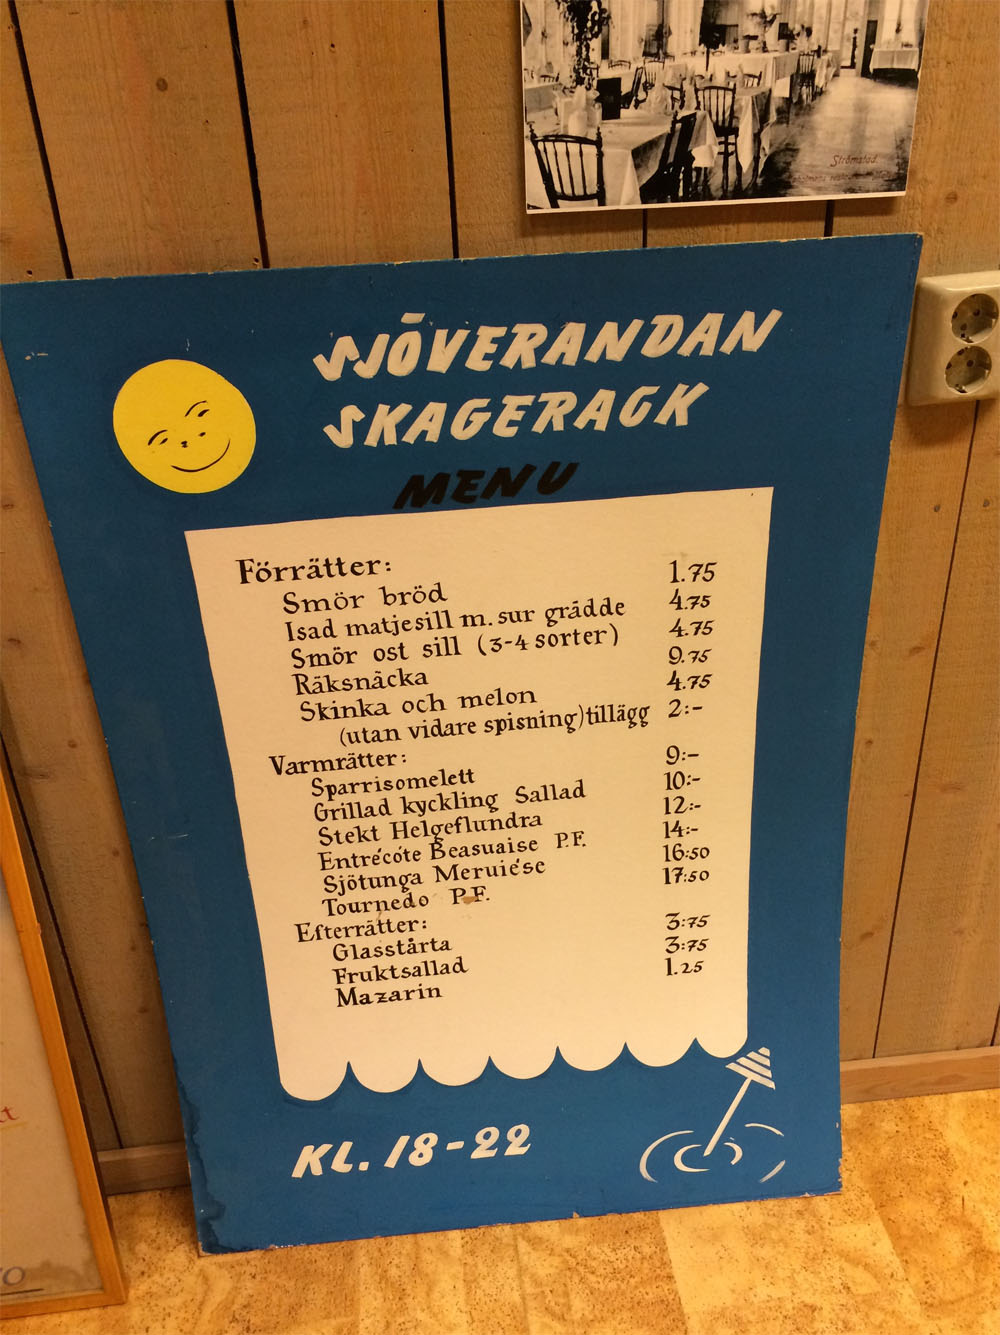 Strömstad.
SJÖVERANDAN
SKAGERACK
MENU
Förrätter:
Smör bröd 1.75
Isad matjesill m. sur grädde 4.75
Smör ost sill (3-4 sorter) 4.75
Räksnäcka 9.75
Skinka och melon 4.75
(utan vidare spisning) tillägg 2:-
Varmrätter:
Sparrisomelett 9:-
Grillad kyckling Sallad 10:-
Stekt Helgeflundra 12:-
Entrécote Beasuaise P.F. 14:-
Sjötunga Meruiése 16:50
Tournedo P.F. 17:50
Efterrätter:
Glasstårta 3:75
Fruktsallad 3:75
Mazarin 1.25
KL. 18-22